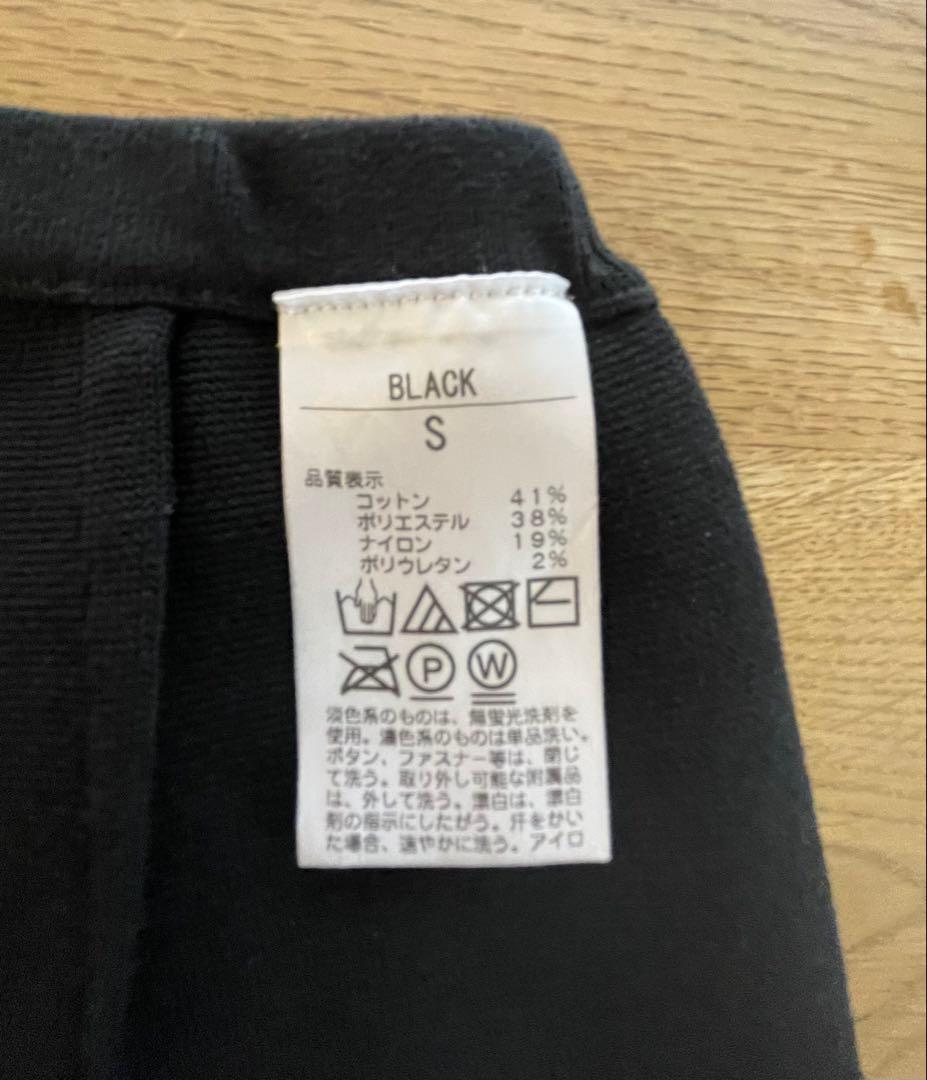 BLACK
S
品質表示
コットン 41%
ポリエステル 38%
ナイロン 19%
ポリウレタン 2%
P W
淡色系のものは、無蛍光洗剤を
使用。濃色系のものは単品洗い。
ボタン、ファスナー等は、閉じ
て洗う。取り外し可能な附属品
は、外して洗う。漂白は、漂白
剤の指示にしたがう。汗をかい
た場合、速やかに洗う。アイロ